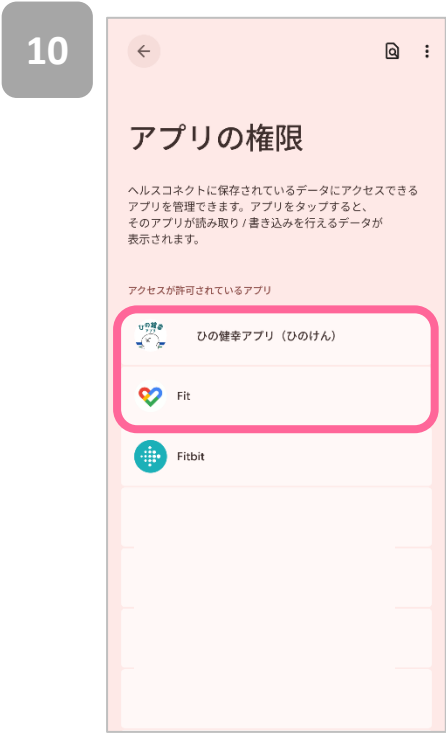 10
アプリの権限
ヘルスコネクトに保存されているデータにアクセスできる
アプリを管理できます。アプリをタップすると、
そのアプリが読み取り / 書き込みを行えるデータが
表示されます。
アクセスが許可されているアプリ
ひの健幸
ひの健幸アプリ（ひのけん）
Fit
Fitbit